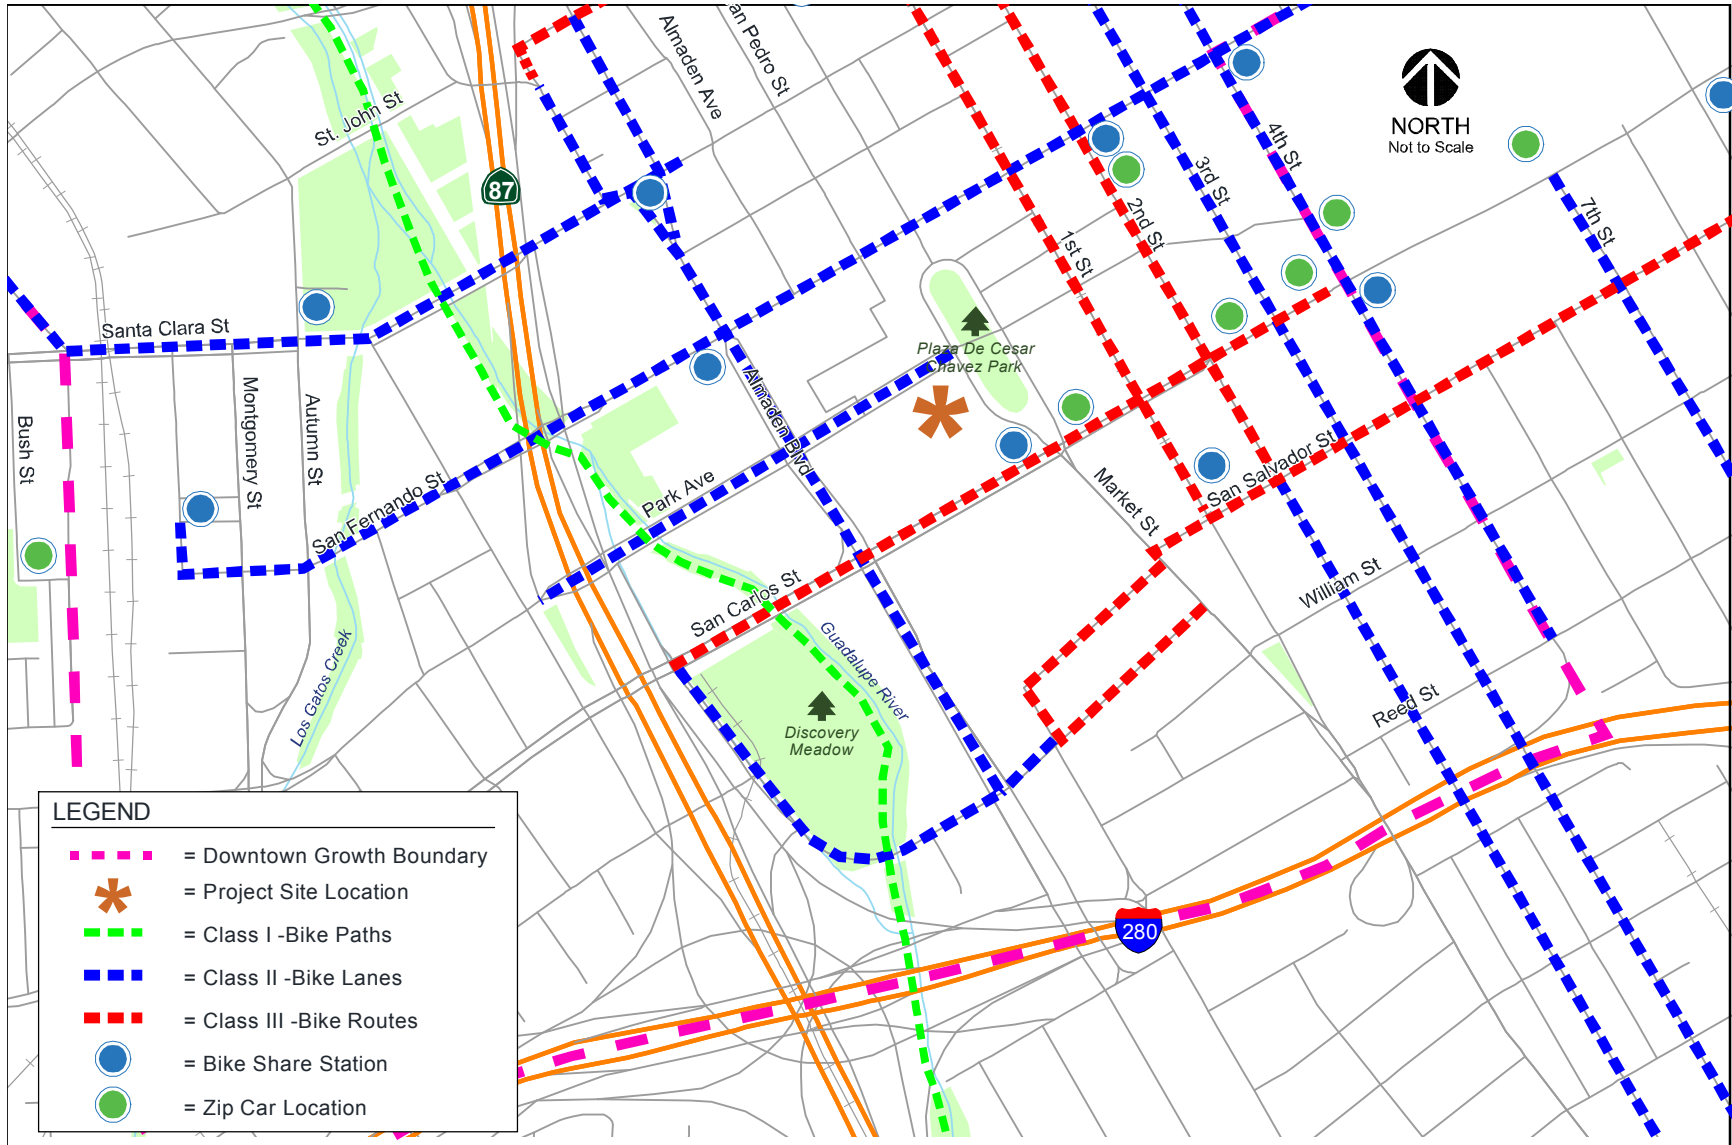 Almaden Ave
an Pedro St
St. John St
87
NORTH
Not to Scale
4th St
3rd St
2nd St
1st St
7th St
Santa Clara St
Bush St
Montgomery St
Autumn St
San Fernando St
Los Gatos Creek
Almaden Blvd
Park Ave
Plaza De Cesar
Chavez Park
San Carlos St
Market St
San Salvador St
William St
Reed St
Guadalupe River
Discovery
Meadow
280
LEGEND
= Downtown Growth Boundary
= Project Site Location
= Class I -Bike Paths
= Class II -Bike Lanes
= Class III -Bike Routes
= Bike Share Station
= Zip Car Location